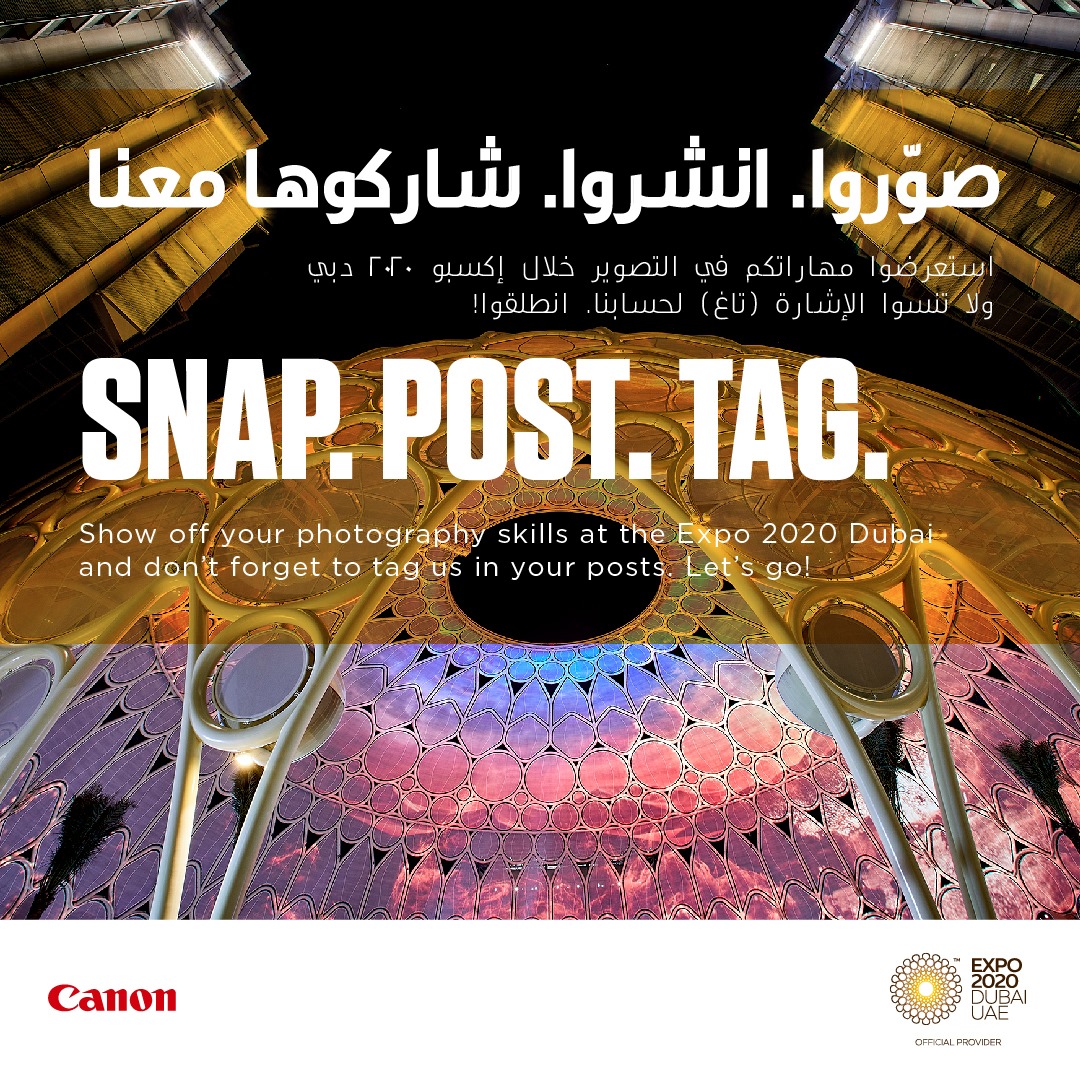 صوّروا. انشروا. شاركوها معنا
استعرضوا مهاراتكم في التصوير خلال إكسبو ٢٠٢٠ دبي
ولا تنسوا الإشارة (تاغ) لحسابنا. انطلقوا!
SNAP. POST. TAG.
Show off your photography skills at the Expo 2020 Dubai
and don't forget to tag us in your posts. Let's go!
Canon
EXPO
2020
DUBAI
UAE
™
OFFICIAL PROVIDER